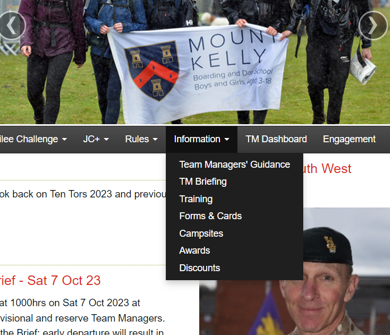 MOUNT
KELLY
Boarding and Day School
Boys and Girls, Aged 3-18
ilee Challenge JC+ Rules Information TM Dashboard Engagement
Team Managers' Guidance
TM Briefing
Training
Forms & Cards
Campsites
Awards
Discounts
uth West
ok back on Ten Tors 2023 and previou
rief - Sat 7 Oct 23
at 1000hrs on Sat 7 Oct 2023 at
visional and reserve Team Managers.
the Brief; early departure will result in